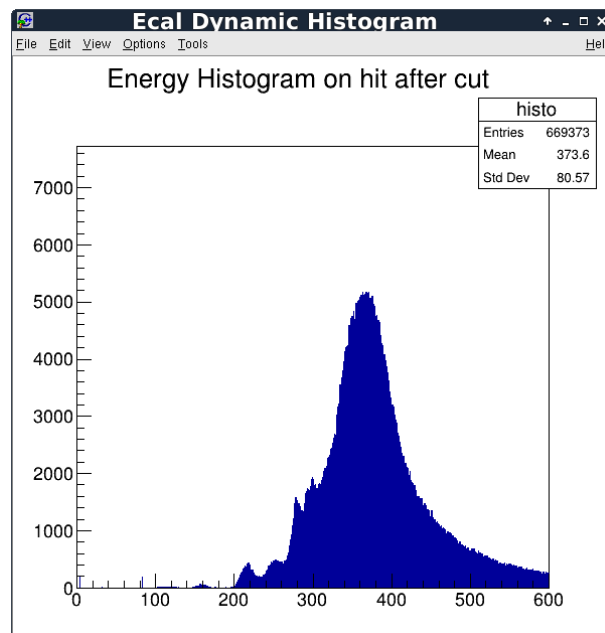 Ecal Dynamic Histogram
File Edit View Options Tools Hel
Energy Histogram on hit after cut
histo
Entries 669373
Mean 373.6
Std Dev 80.57
7000
6000
5000
4000
3000
2000
1000
0
0 100 200 300 400 500 600